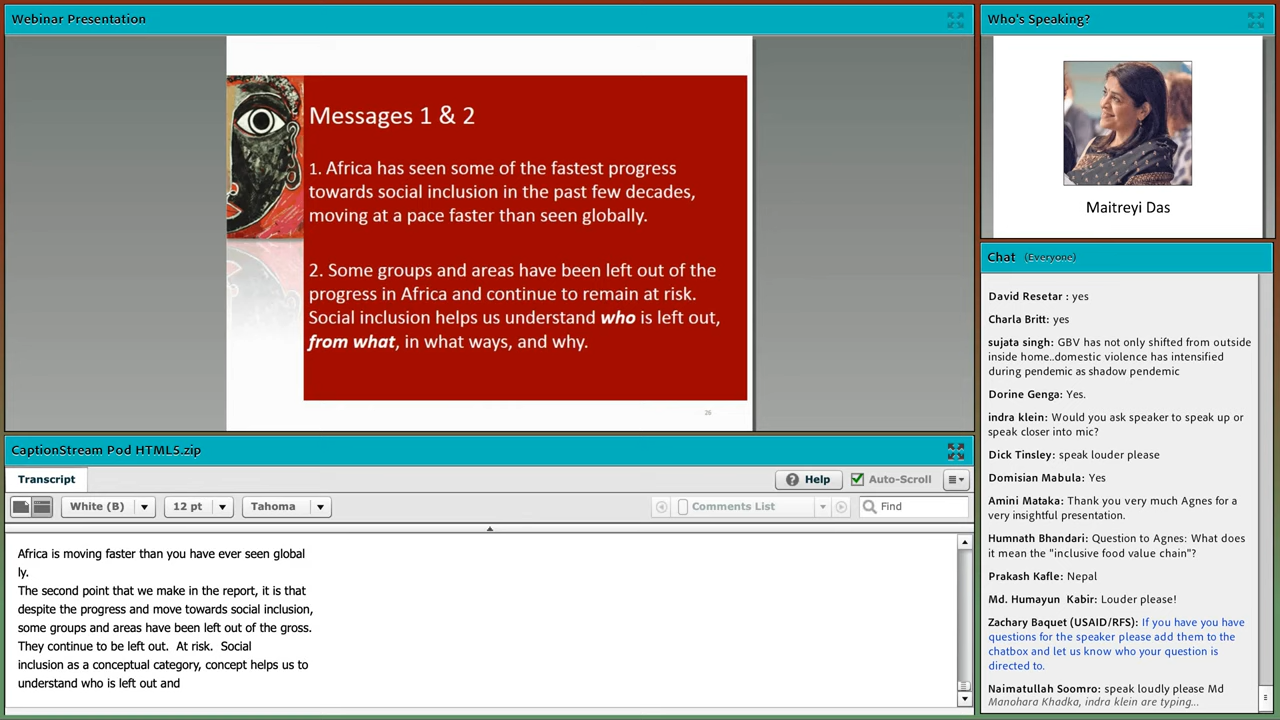 Webinar Presentation
Messages 1 & 2
1. Africa has seen some of the fastest progress
towards social inclusion in the past few decades,
moving at a pace faster than seen globally.
2. Some groups and areas have been left out of the
progress in Africa and continue to remain at risk.
Social inclusion helps us understand who is left out,
from what, in what ways, and why.
26
CaptionStream Pod HTML5.zip
Transcript
Help
Auto-Scroll
White (B)
12 pt
Tahoma
Comments List
Find
Africa is moving faster than you have ever seen global
ly.
The second point that we make in the report, it is that
despite the progress and move towards social inclusion,
some groups and areas have been left out of the gross.
They continue to be left out.  At risk.  Social
inclusion as a conceptual category, concept helps us to
understand who is left out and
Who's Speaking?
Maitreyi Das
Chat (Everyone)
David Resetar : yes
Charla Britt: yes
sujata singh: GBV has not only shifted from outside
inside home..domestic violence has intensified
during pendemic as shadow pendemic
Dorine Genga: Yes.
indra klein: Would you ask speaker to speak up or
speak closer into mic?
Dick Tinsley: speak louder please
Domisian Mabula: Yes
Amini Mataka: Thank you very much Agnes for a
very insightful presentation.
Humnath Bhandari: Question to Agnes: What does
it mean the "inclusive food value chain"?
Prakash Kafle: Nepal
Md. Humayun  Kabir: Louder please!
Zachary Baquet (USAID/RFS): If you have you have
questions for the speaker please add them to the
chatbox and let us know who your question is
directed to.
Naimatullah Soomro: speak loudly please Md
Manohara Khadka, indra klein are typing...